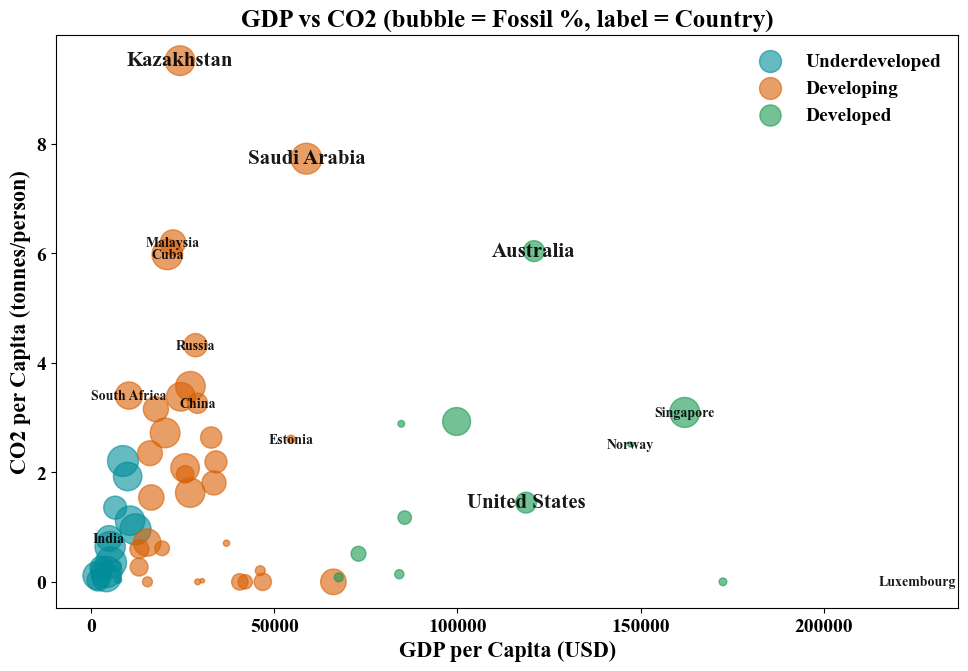 GDP vs CO2 (bubble = Fossil %, label = Country)
Kazakhstan
Underdeveloped
Developing
Developed
8
Saudi Arabia
Malaysia
Cuba
Australia
6
Russia
4
South Africa
China
Singapore
Estonia
Norway
2
United States
India
0
Luxembourg
0
50000
100000
150000
200000
GDP per Capita (USD)
CO2 per Capita (tonnes/person)